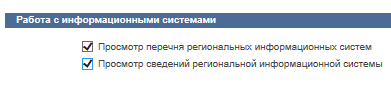 Работа с информационными системами
Просмотр перечня региональных информационных систем
Просмотр сведений региональной информационной системы